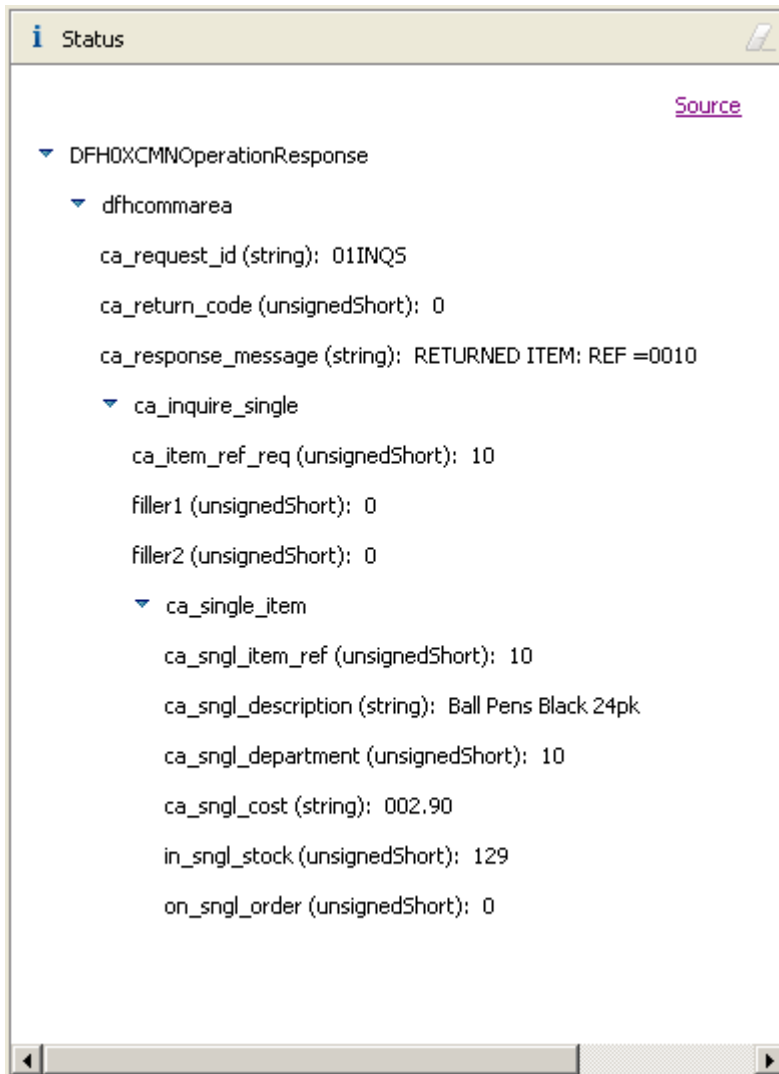 i Status
Source
DFH0XCMNOperationResponse
dfhcommarea
ca_request_id (string): 01INQS
ca_return_code (unsignedShort): 0
ca_response_message (string): RETURNED ITEM: REF =0010
ca_inquire_single
ca_item_ref_req (unsignedShort): 10
filler1 (unsignedShort): 0
filler2 (unsignedShort): 0
ca_single_item
ca_sngl_item_ref (unsignedShort): 10
ca_sngl_description (string): Ball Pens Black 24pk
ca_sngl_department (unsignedShort): 10
ca_sngl_cost (string): 002.90
in_sngl_stock (unsignedShort): 129
on_sngl_order (unsignedShort): 0